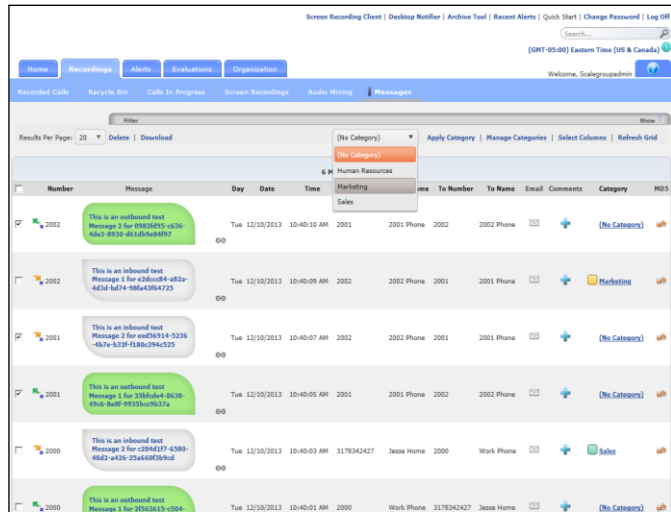 Screen Recording Client | Desktop Notifier | Archive Tool | Recent Alerts | Quick Start | Change Password | Log Off
Search...
(GMT-05:00) Eastern Time (US & Canada)
Home Recordings Alerts Evaluations Organization
Welcome, Scalegroupadmin
Recorded Calls Recycle Bin Calls In Progress Screen Recordings Audio Mining Messages
Filter Show
Results Per Page: 20 Delete | Download (No Category) Apply Category | Manage Categories | Select Columns | Refresh Grid
(No Category)
Human Resources
Marketing
Sales
6 M
Number Message Day Date Time me To Number To Name Email Comments Category MD5
2002 Tue 12/10/2013 10:40:10 AM 2001 2001 Phone 2002 2002 Phone (No Category)
This is an outbound test
Message 2 for 0982fd95-c636-
4de3-8930-d61db9e84f97
2002 Tue 12/10/2013 10:40:09 AM 2001 2001 Phone 2002 2001 Phone Marketing
This is an inbound test
Message 1 for e2dccc84-a82a-
4d3d-bd74-98fa43f64725
2001 Tue 12/10/2013 10:40:07 AM 2002 2002 Phone 2001 2001 Phone (No Category)
This is an inbound test
Message 2 for eed56914-5236
-4b7e-b32f-f180c394c525
2001 Tue 12/10/2013 10:40:05 AM 2001 2001 Phone 2002 2002 Phone (No Category)
This is an outbound test
Message 1 for 35bfcde4-8638-
49c6-8e8f-9935bcc9b37a
2000 Tue 12/10/2013 10:40:03 AM 3178342427 Jesse Home 2000 Work Phone Sales
This is an inbound test
Message 2 for c284d1f7-6580-
40d2-a426-25a660f3b9cd
2000 Tue 12/10/2013 10:40:01 AM 2000 Work Phone 3178342427 Jesse Home (No Category)
This is an outbound test
Message 1 for 2f563615-c504-